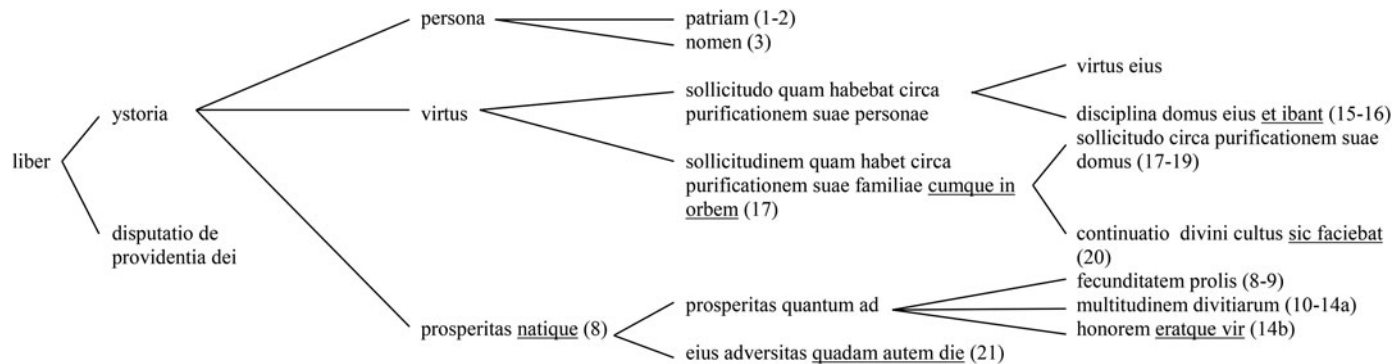 persona
patriam (1-2)
nomen (3)
virtus eius
ystoria
virtus
sollicitudo quam habebat circa
purificationem suae personae
disciplina domus eius et ibant (15-16)
sollicitudo circa purificationem suae
domus (17-19)
liber
sollicitudinem quam habet circa
purificationem suae familiae cumque in
orbem (17)
disputatio de
providentia dei
continuatio divini cultus sic faciebat
(20)
fecunditatem prolis (8-9)
prosperitas quantum ad
multitudinem divitiarum (10-14a)
prosperitas natique (8)
honorem eratque vir (14b)
eius adversitas quadam autem die (21)